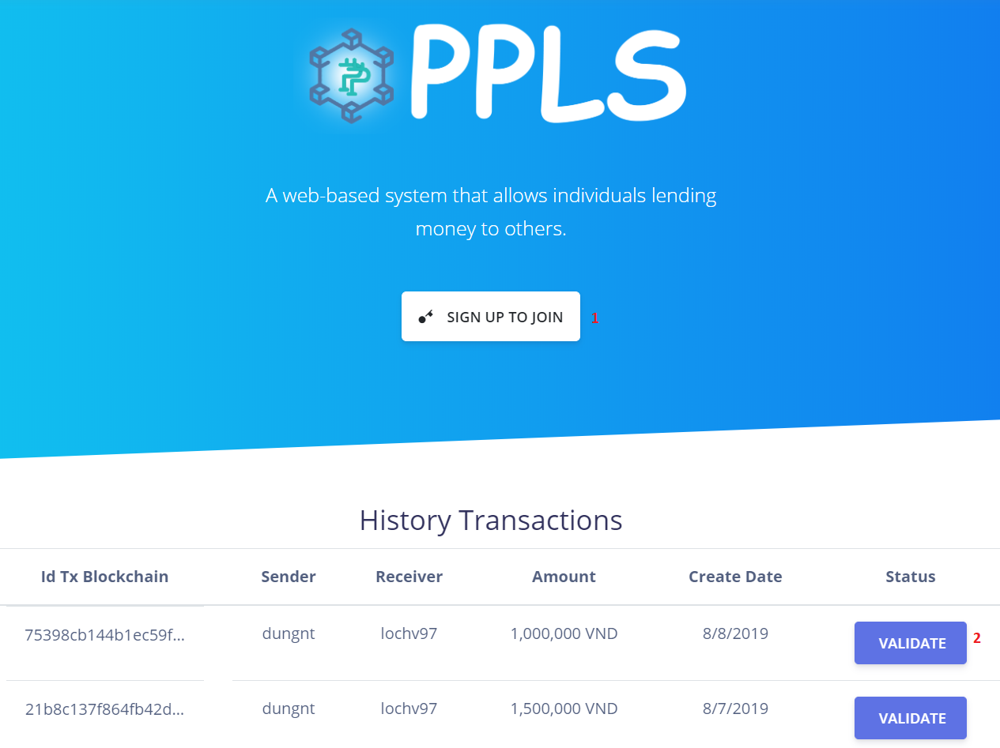 PPLS
A web-based system that allows individuals lending
money to others.
SIGN UP TO JOIN 1
History Transactions
Id Tx Blockchain Sender Receiver Amount Create Date Status
75398cb144b1ec59f... dungnt lochv97 1,000,000 VND 8/8/2019 VALIDATE 2
21b8c137f864fb42d... dungnt lochv97 1,500,000 VND 8/7/2019 VALIDATE